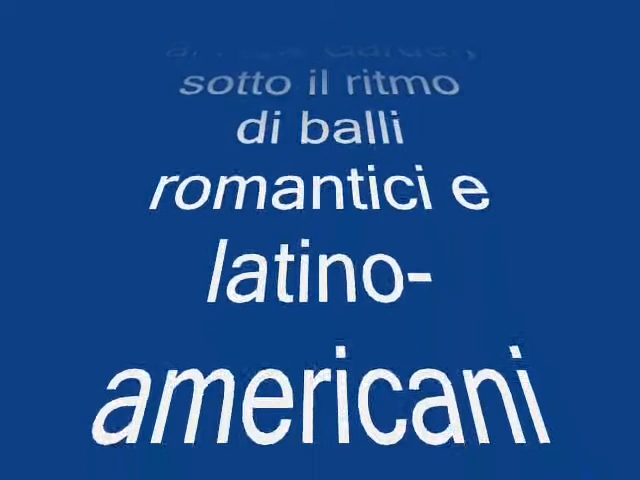 sotto il ritmo
di balli
romantici e
latino-
americani